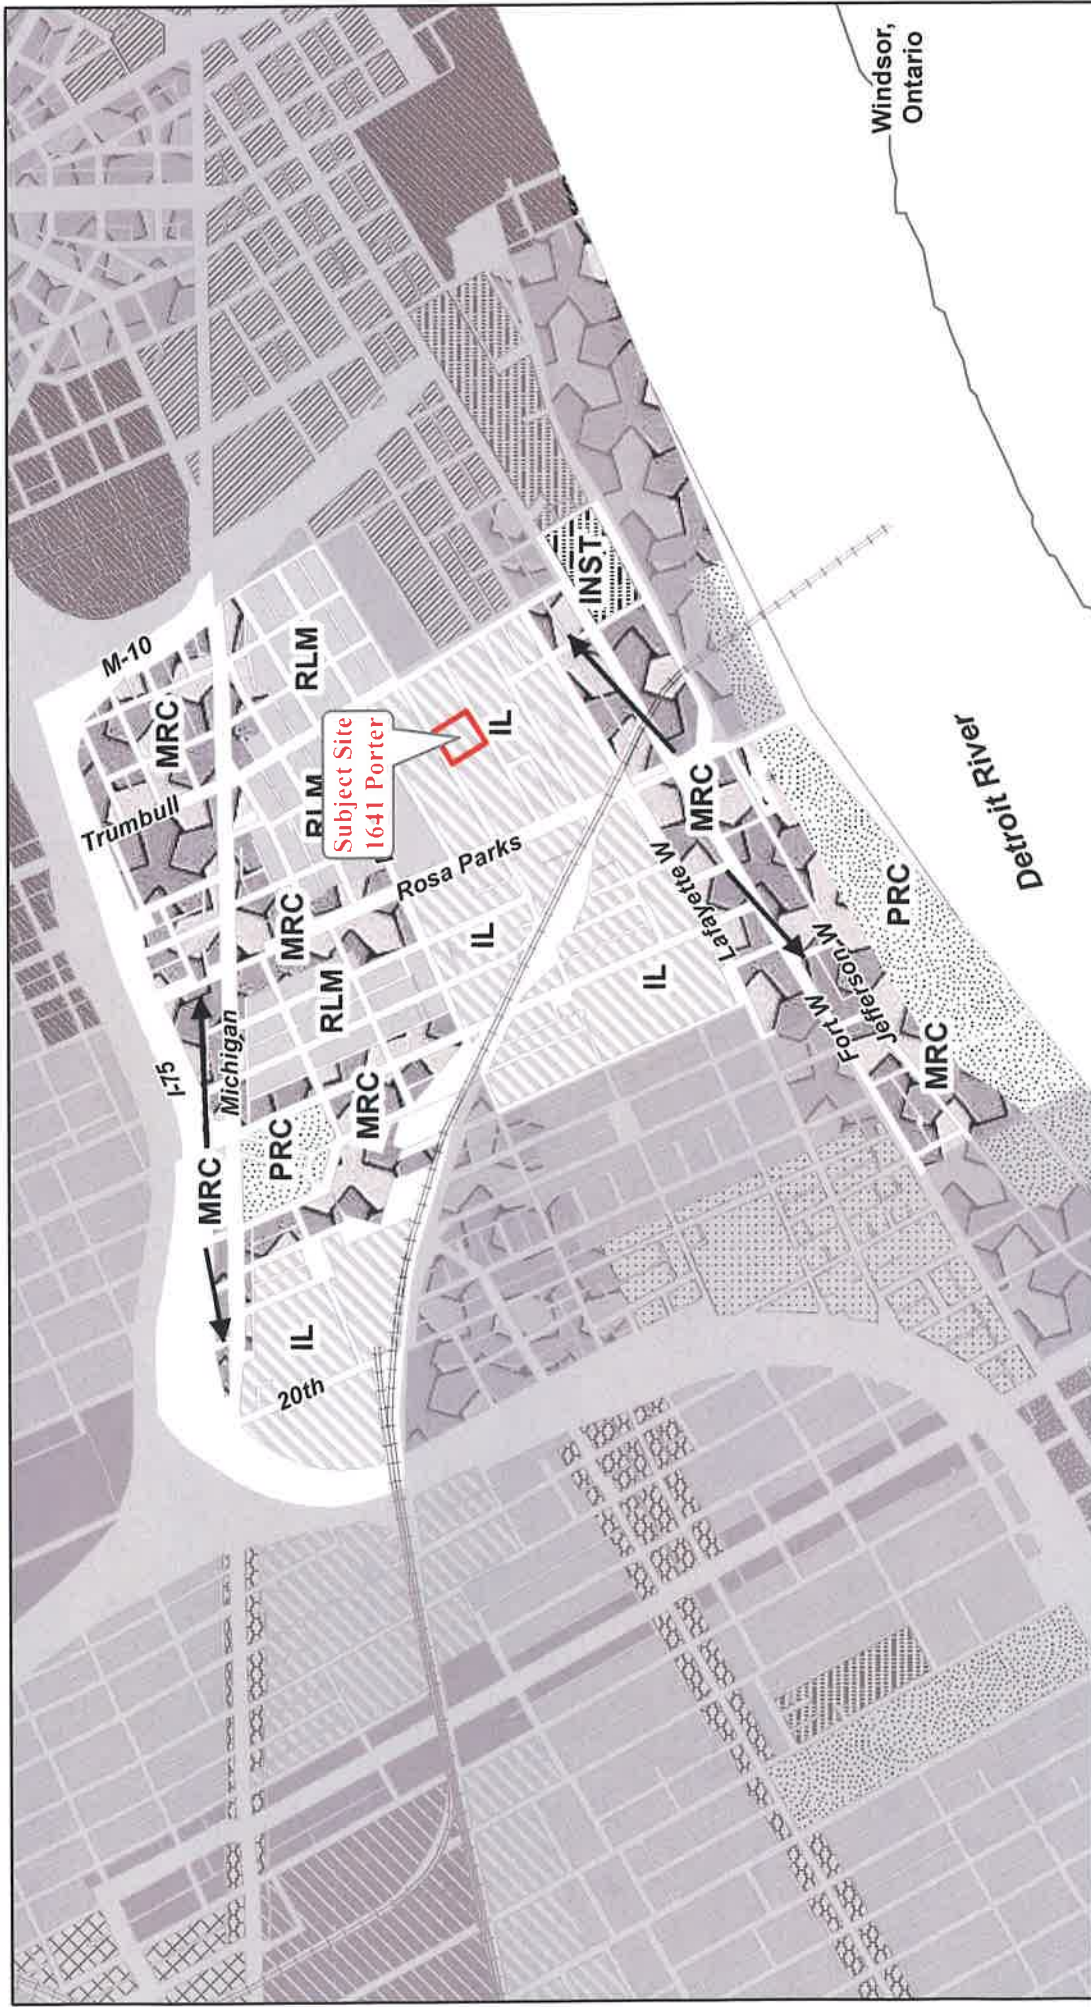 Windsor,
Ontario
M-10
MRC
Trumbull
RLM
INST
Subject Site
1641 Porter
IL
RLM
MRC
Rosa Parks
MRC
IL
Lafayette W
I-75
Michigan
RLM
IL
Fort W
Jefferson W
PRC
Detroit River
MRC
PRC
MRC
MRC
IL
20th